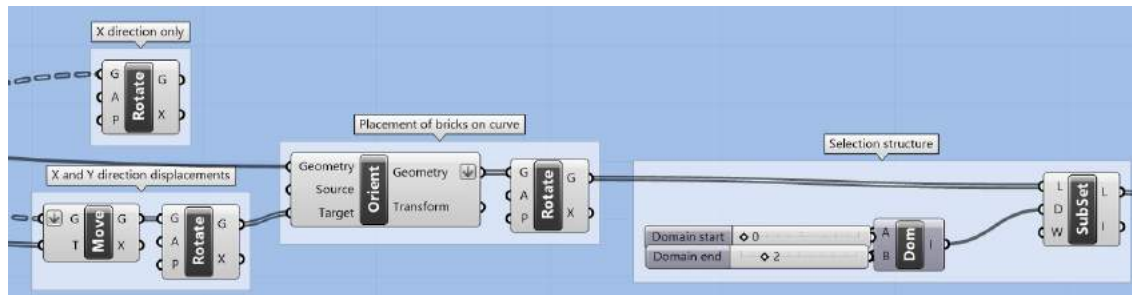 X direction only
G
A
P
Rotate
G
X
Placement of bricks on curve
Geometry
Source
Target
Orient
Geometry
Transform
G
A
P
Rotate
G
X
X and Y direction displacements
G
T
Move
G
X
G
A
P
Rotate
G
X
Selection structure
Domain start 0
Domain end 2
A
B
Dom
I
L
D
W
SubSet
L
I